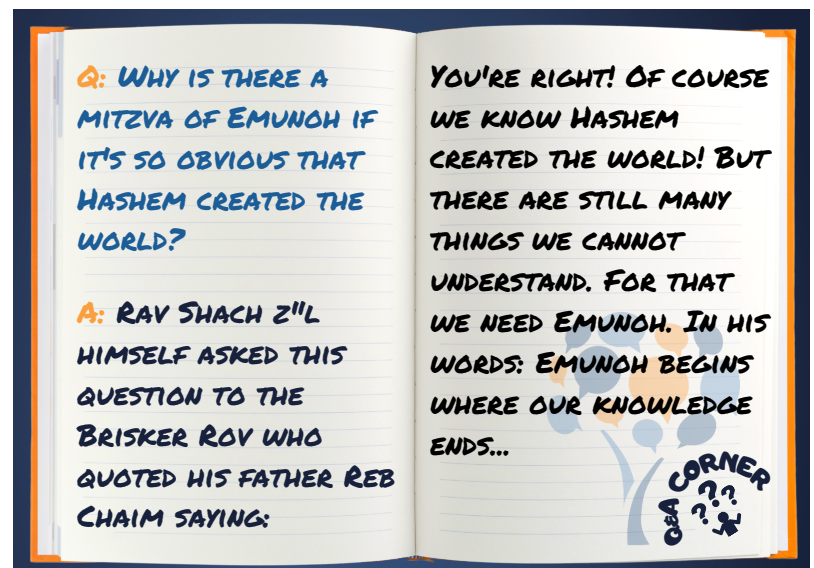 Q: Why is there a
mitzva of Emunoh if
it's so obvious that
Hashem created the
world?
A: Rav Shach z"l
himself asked this
question to the
Brisker Rov who
quoted his father Reb
Chaim saying:
You're right! Of course
we know Hashem
created the world! But
there are still many
things we cannot
understand. For that
we need Emunoh. In his
words: Emunoh begins
where our knowledge
ends...
Q&A CORNER
???